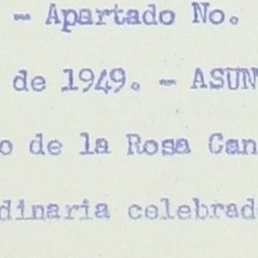 - Apartado No.
de 1949. - ASUN
o de la Rosa Can
dinaria celebrad